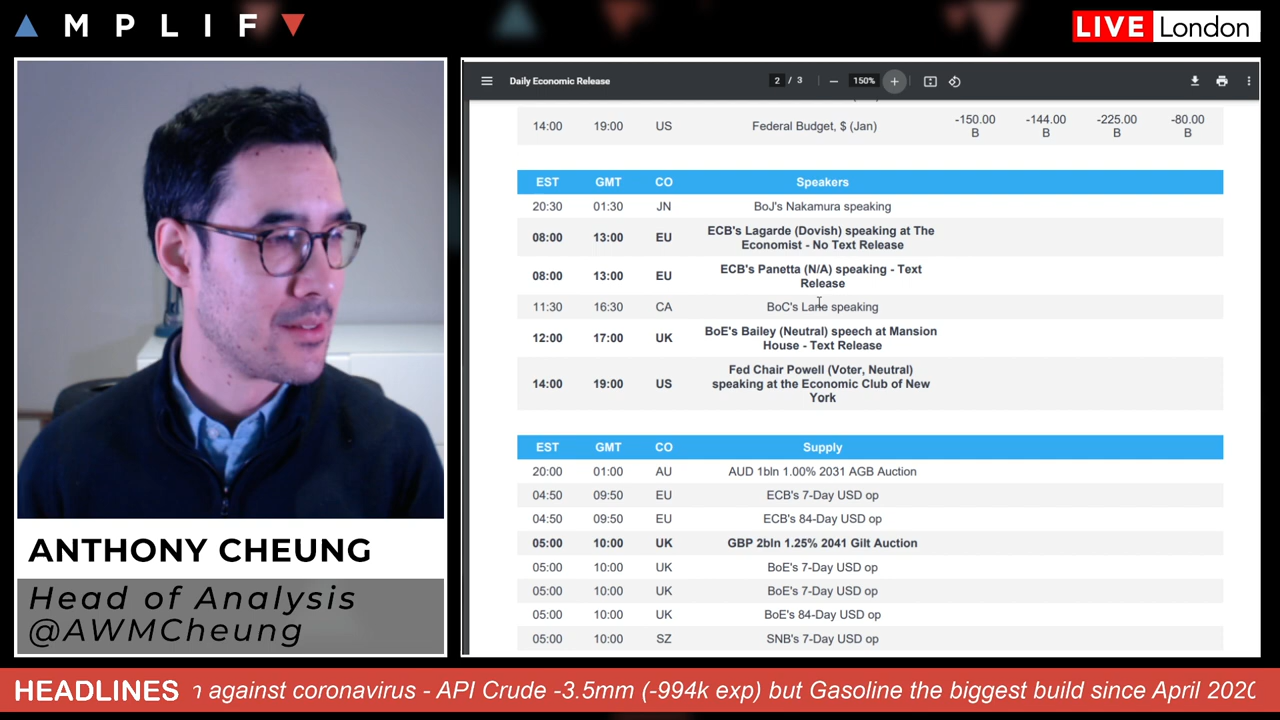 AMPLIFY
LIVE London
Daily Economic Release
2 / 3
150%
14:00 19:00 US Federal Budget, $ (Jan) -150.00 B -144.00 B -225.00 B -80.00 B
EST GMT CO Speakers
20:30 01:30 JN BoJ's Nakamura speaking
08:00 13:00 EU ECB's Lagarde (Dovish) speaking at The
Economist - No Text Release
08:00 13:00 EU ECB's Panetta (N/A) speaking - Text
Release
11:30 16:30 CA BoC's Lane speaking
12:00 17:00 UK BoE's Bailey (Neutral) speech at Mansion
House - Text Release
14:00 19:00 US Fed Chair Powell (Voter, Neutral)
speaking at the Economic Club of New
York
EST GMT CO Supply
20:00 01:00 AU AUD 1bln 1.00% 2031 AGB Auction
04:50 09:50 EU ECB's 7-Day USD op
04:50 09:50 EU ECB's 84-Day USD op
05:00 10:00 UK GBP 2bln 1.25% 2041 Gilt Auction
05:00 10:00 UK BoE's 7-Day USD op
05:00 10:00 UK BoE's 7-Day USD op
05:00 10:00 UK BoE's 84-Day USD op
05:00 10:00 SZ SNB's 7-Day USD op
ANTHONY CHEUNG
Head of Analysis
@AWMCheung
HEADLINES against coronavirus - API Crude -3.5mm (-994k exp) but Gasoline the biggest build since April 2020